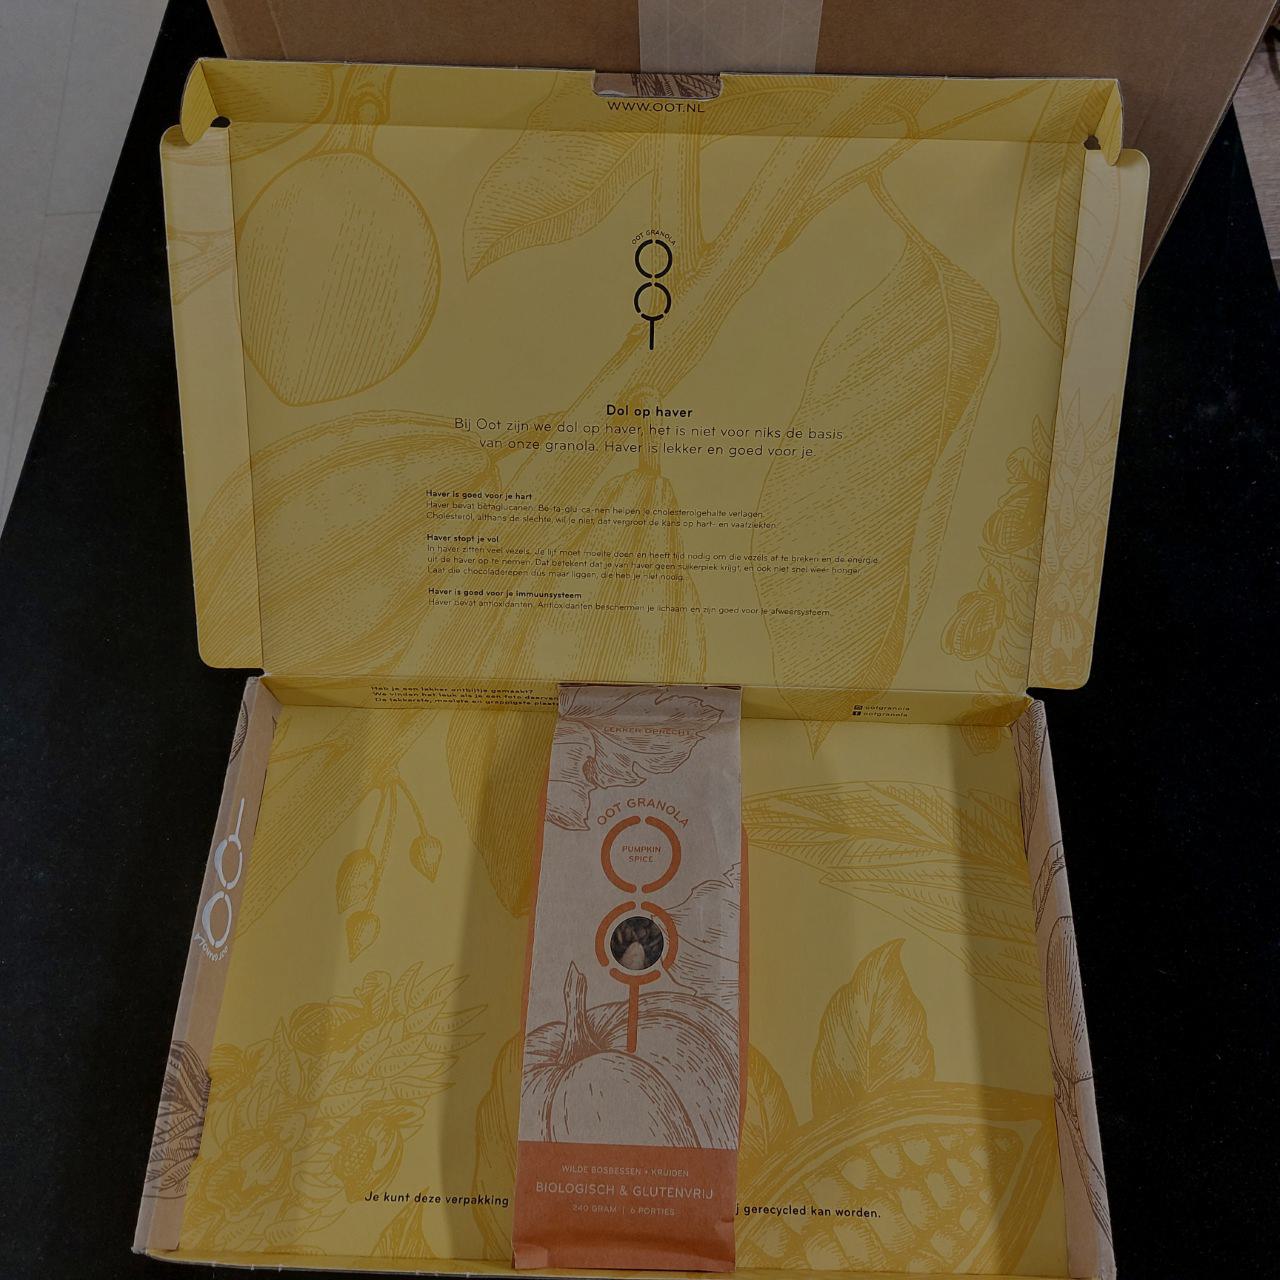 WWW.OOT.NL
OOT GRANOLA
Dol op haver
Bij Oot zijn we dol op haver, het is niet voor niks de basis
van onze granola. Haver is lekker en goed voor je.
Haver is goed voor je hart
Haver bevat bètaglucanen. Be-ta-glu-ca-nen helpen je cholesterolgehalte verlagen.
Cholesterol, althans de slechte, wil je niet, dat vergroot de kans op hart- en vaatziekten.
Haver stopt je vol
In haver zitten veel vezels. Je lijf moet moeite doen en heeft tijd nodig om die vezels af te breken en de energie
uit de haver op te nemen. Dat betekent dat je van haver geen suikerpiek krijgt, en ook niet snel weer honger.
Laat die chocoladerepen dus maar liggen, die heb je niet nodig.
Haver is goed voor je immuunsysteem
Haver bevat antioxidanten. Antioxidanten beschermen je lichaam en zijn goed voor je afweersysteem.
Heb je een lekker ontbijtje gemaakt?
We vinden het leuk als je een foto daarvan
De lekkerste, mooiste en grappigste
ootgranola
ootgranola
LEKKER OPRECHT
OOT GRANOLA
PUMPKIN
SPICE
OOT GRANOLA
WILDE BOSBESSEN + KRUIDEN
BIOLOGISCH & GLUTENVRIJ
240 GRAM | 6 PORTIES
Je kunt deze verpakking
gerecycled kan worden.